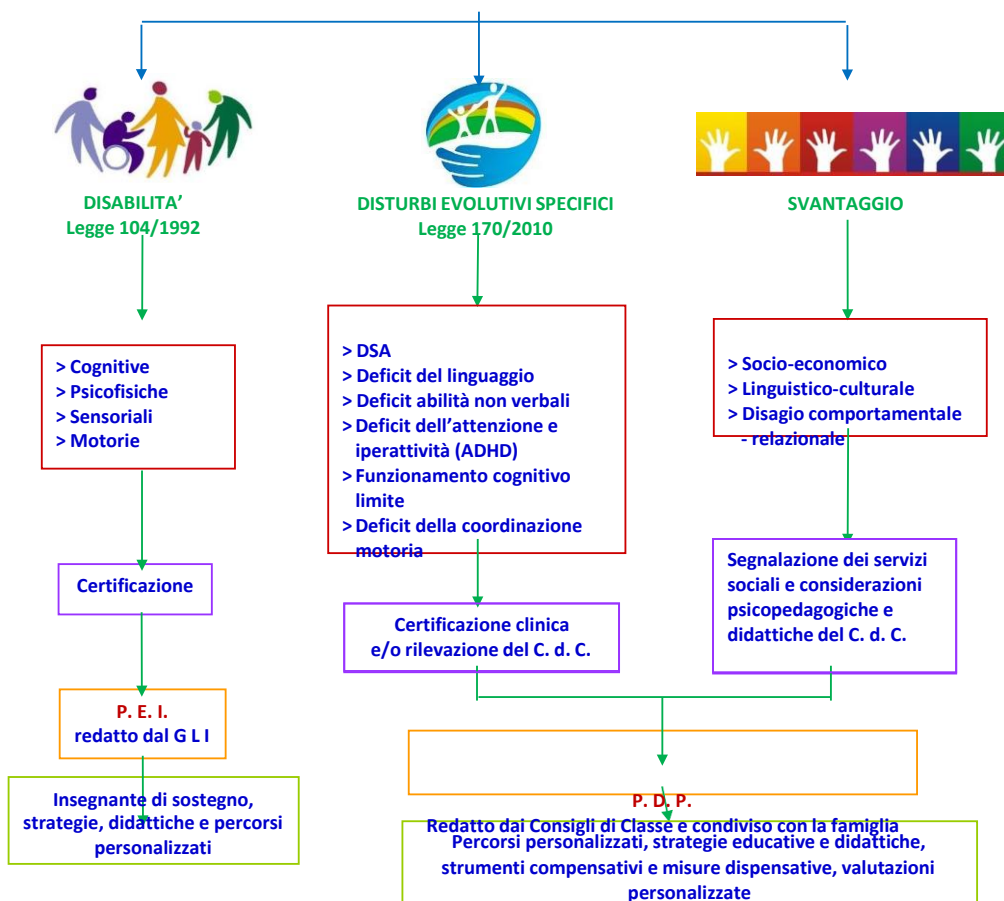 DISABILITA’
Legge 104/1992
> Cognitive
> Psicofisiche
> Sensoriali
> Motorie
Certificazione
P. E. I.
redatto dal G L I
Insegnante di sostegno,
strategie, didattiche e percorsi
personalizzati
DISTURBI EVOLUTIVI SPECIFICI
Legge 170/2010
> DSA
> Deficit del linguaggio
> Deficit abilità non verbali
> Deficit dell’attenzione e
iperattività (ADHD)
> Funzionamento cognitivo
limite
> Deficit della coordinazione
motoria
Certificazione clinica
e/o rilevazione del C. d. C.
SVANTAGGIO
> Socio-economico
> Linguistico-culturale
> Disagio comportamentale
- relazionale
Segnalazione dei servizi
sociali e considerazioni
psicopedagogiche e
didattiche del C. d. C.
P. D. P.
Redatto dai Consigli di Classe e condiviso con la famiglia
Percorsi personalizzati, strategie educative e didattiche,
strumenti compensativi e misure dispensative, valutazioni
personalizzate